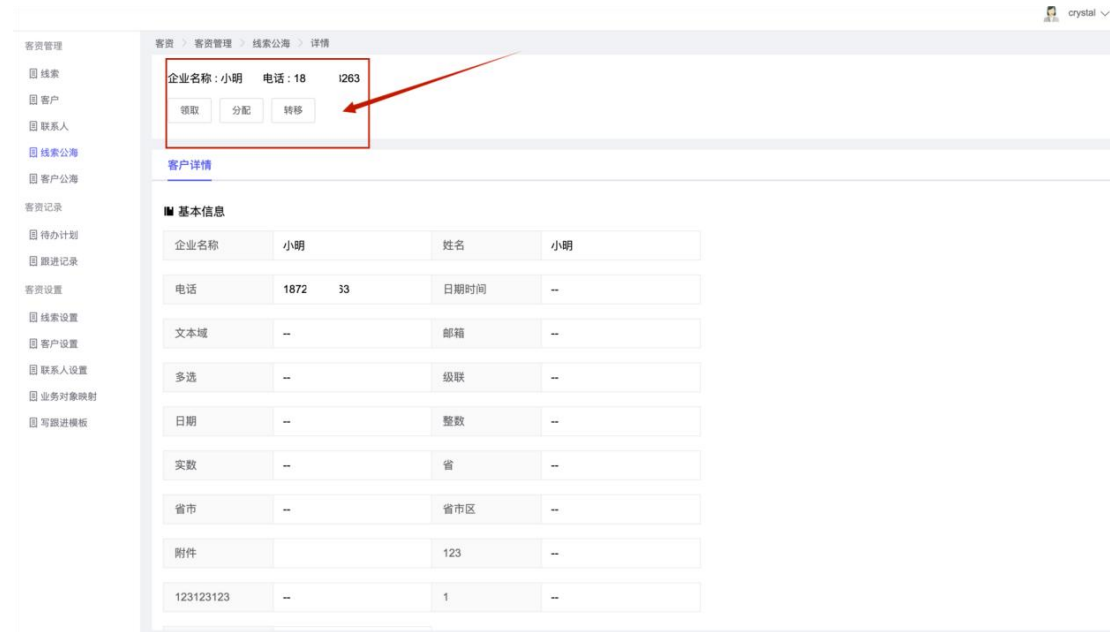 crystal
客资管理
线索
客户
联系人
线索公海
客户公海
客资记录
待办计划
跟进记录
客资设置
线索设置
客户设置
联系人设置
业务对象映射
写跟进模板
客资 > 客资管理 > 线索公海 > 详情
企业名称 : 小明 电话 : 18 263
领取 分配 转移
客户详情
基本信息
企业名称 小明 姓名 小明
电话 1872 63 日期时间 --
文本域 -- 邮箱 --
多选 -- 级联 --
日期 -- 整数 --
实数 -- 省 --
省市 -- 省市区 --
附件 123 --
123123123 -- 1 --